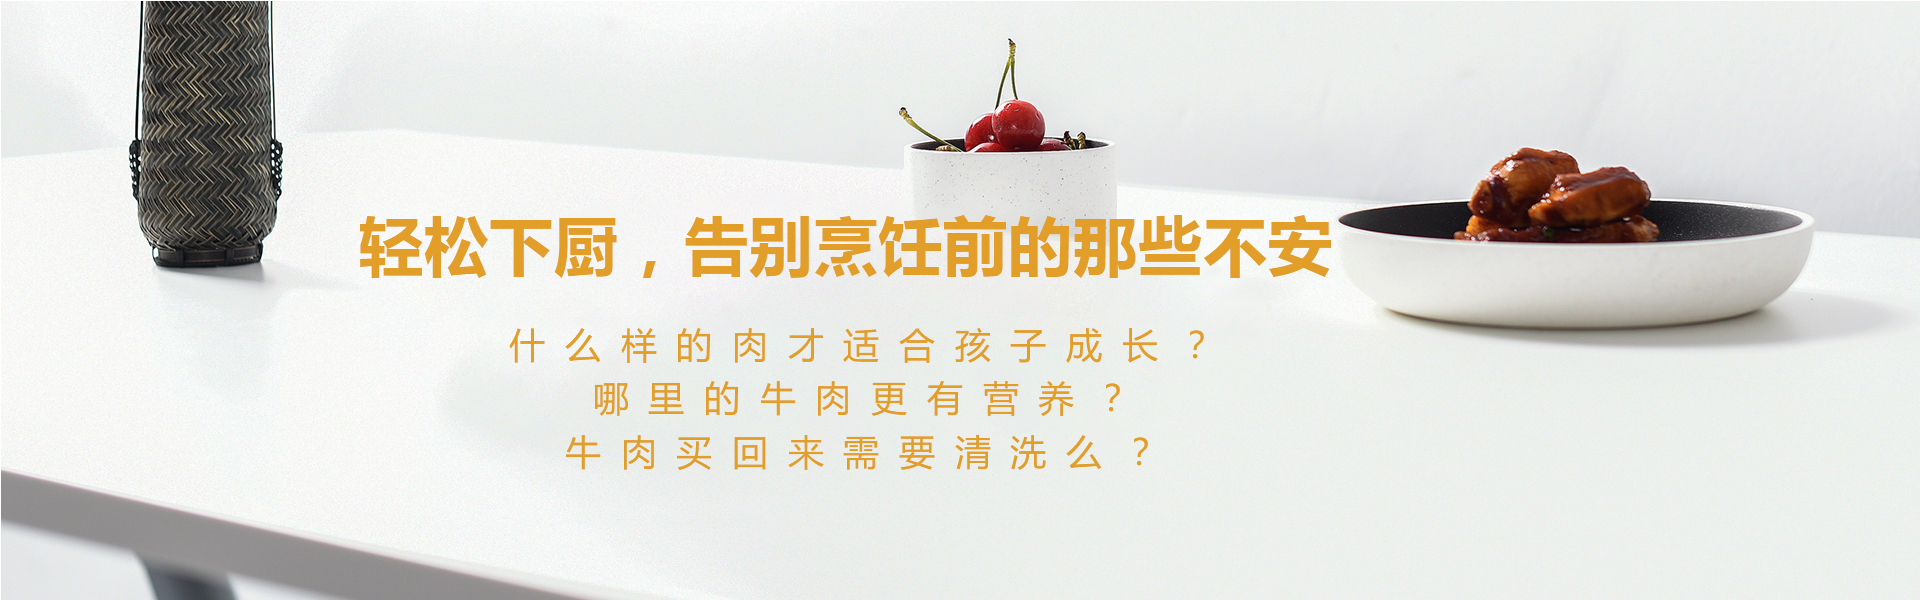 轻松下厨，告别烹饪前的那些不安
什么样的肉才适合孩子成长？
哪里的牛肉更有营养？
牛肉买回来需要清洗么？